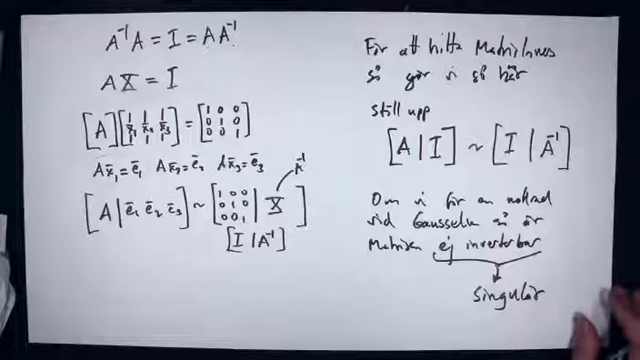 A⁻¹A = I = AA⁻¹
AX = I
[A][x̄₁ x̄₂ x̄₃] = [1 0 0
0 1 0
0 0 1]
Ax̄₁ = ē₁ Ax̄₂ = ē₂ Ax̄₃ = ē₃
A⁻¹
[A | ē₁ ē₂ ē₃] ~ [1 0 0
0 1 0 | X]
0 0 1
[I | A⁻¹]
För att hitta Matrisinvers
så gör vi så här
still upp
[A | I] ~ [I | A⁻¹]
Om vi får en nollrad
vid Gausselim så är
Matrisen ej inverterbar
Singulär